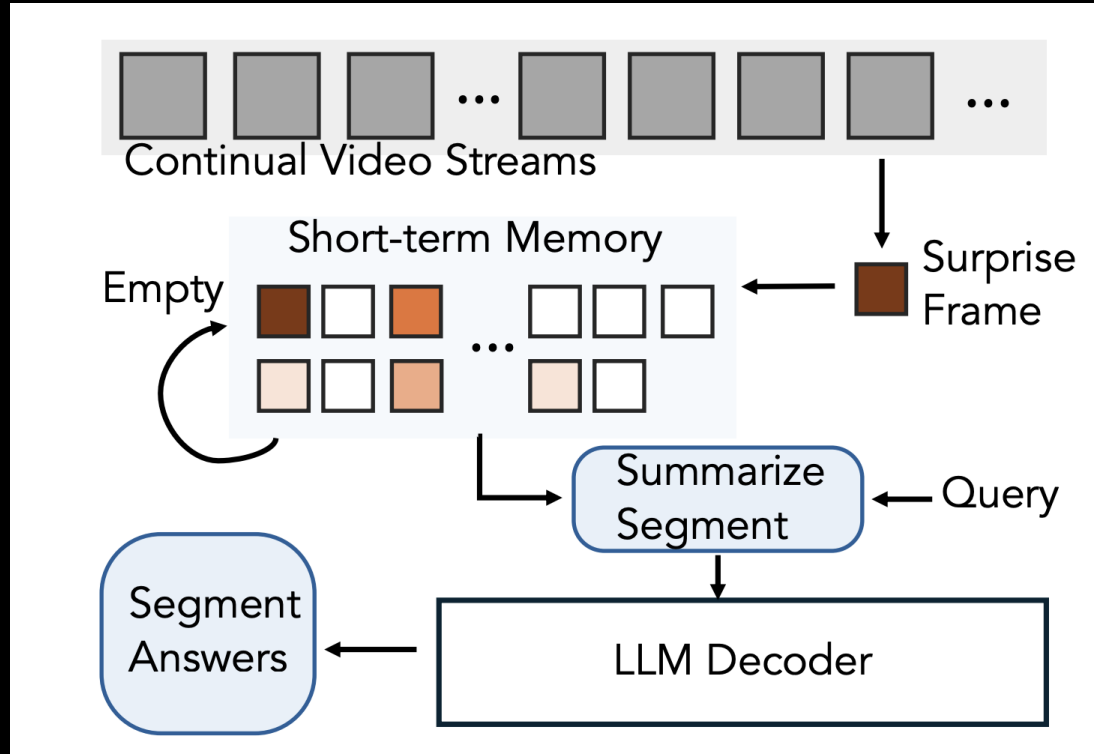 Continual Video Streams
Short-term Memory
Empty
Surprise
Frame
Summarize
Segment
Query
Segment
Answers
LLM Decoder